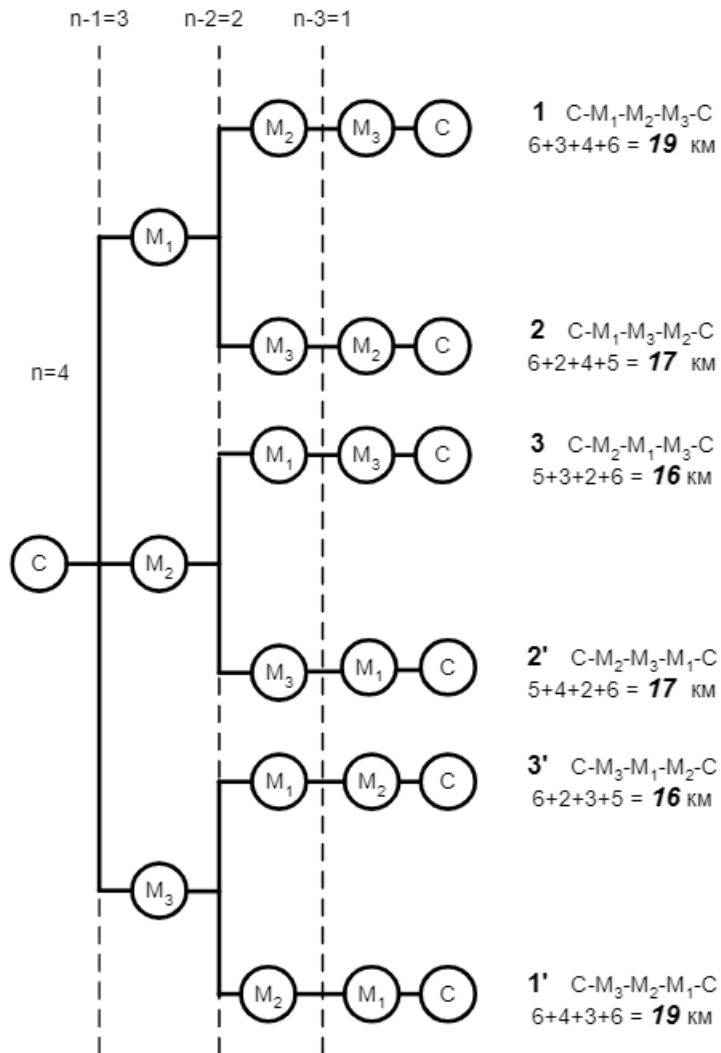 n-1=3 n-2=2 n-3=1
M₂ M₃ C
1 C-M₁-M₂-M₃-C
6+3+4+6 = 19 км
M₁
M₃ M₂ C
2 C-M₁-M₃-M₂-C
6+2+4+5 = 17 км
n=4
M₁ M₃ C
3 C-M₂-M₁-M₃-C
5+3+2+6 = 16 км
C M₂
M₃ M₁ C
2' C-M₂-M₃-M₁-C
5+4+2+6 = 17 км
M₁ M₂ C
3' C-M₃-M₁-M₂-C
6+2+3+5 = 16 км
M₃
M₂ M₁ C
1' C-M₃-M₂-M₁-C
6+4+3+6 = 19 км